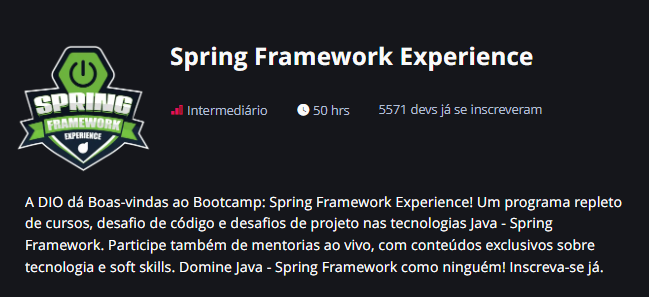 Spring Framework Experience
SPRING
FRAMEWORK
EXPERIENCE
Intermediário 50 hrs 5571 devs já se inscreveram
A DIO dá Boas-vindas ao Bootcamp: Spring Framework Experience! Um programa repleto
de cursos, desafio de código e desafios de projeto nas tecnologias Java - Spring
Framework. Participe também de mentorias ao vivo, com conteúdos exclusivos sobre
tecnologia e soft skills. Domine Java - Spring Framework como ninguém! Inscreva-se já.